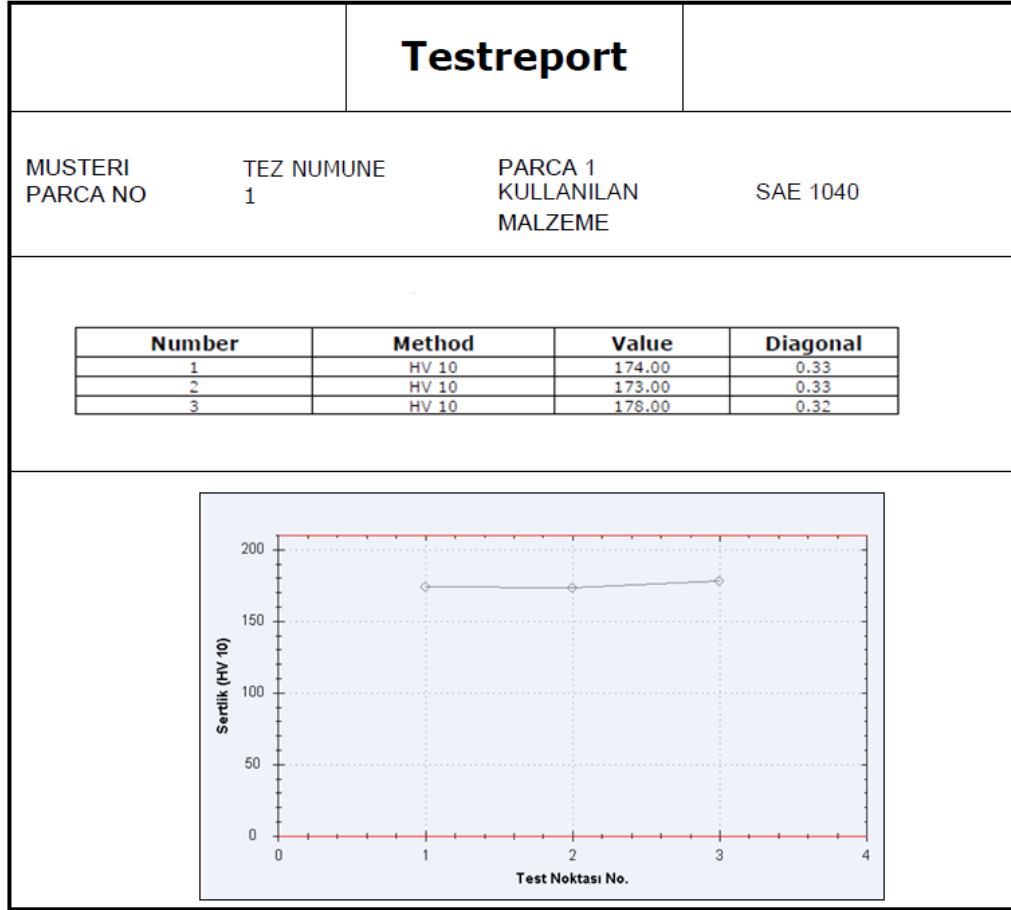 Testreport
MUSTERI TEZ NUMUNE PARCA 1
PARCA NO 1 KULLANILAN SAE 1040
MALZEME
Number Method Value Diagonal
1 HV 10 174.00 0.33
2 HV 10 173.00 0.33
3 HV 10 178.00 0.32
200
150
100
50
0
Sertlik (HV 10)
0 1 2 3 4
Test Noktası No.